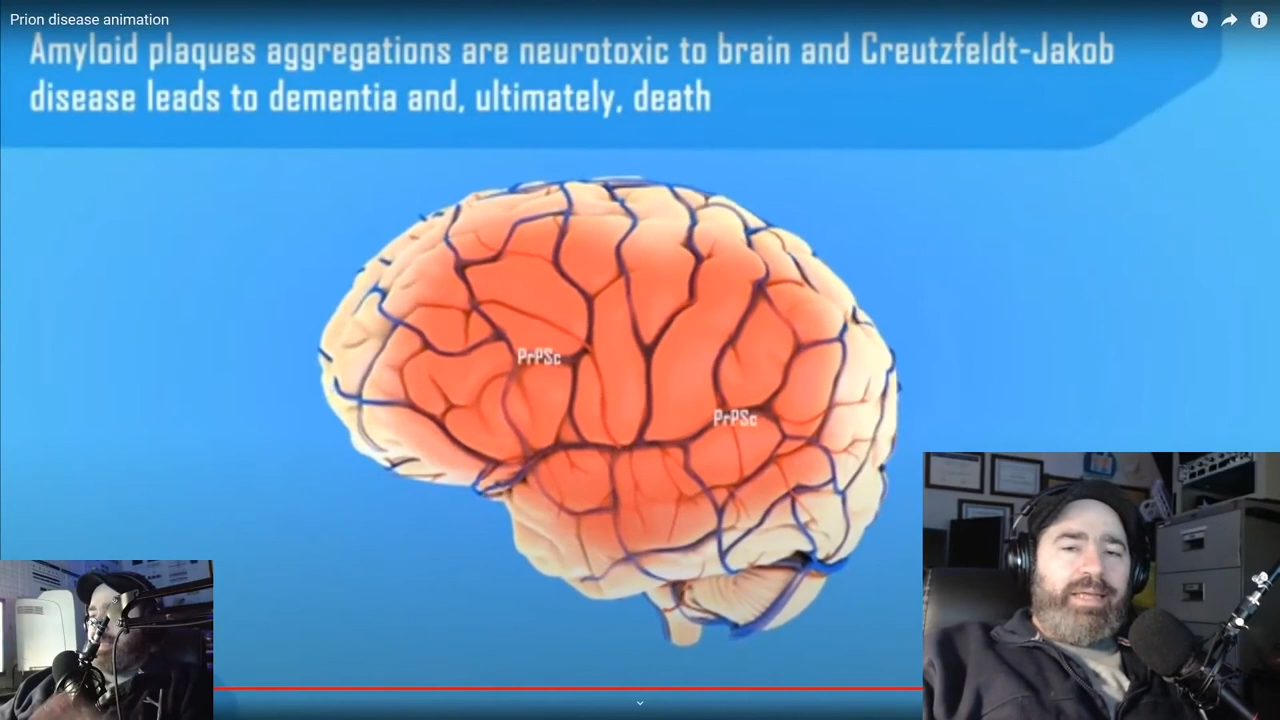 Prion disease animation
Amyloid plaques aggregations are neurotoxic to brain and Creutzfeldt-Jakob
disease leads to dementia and, ultimately, death
PrPSc
PrPSc